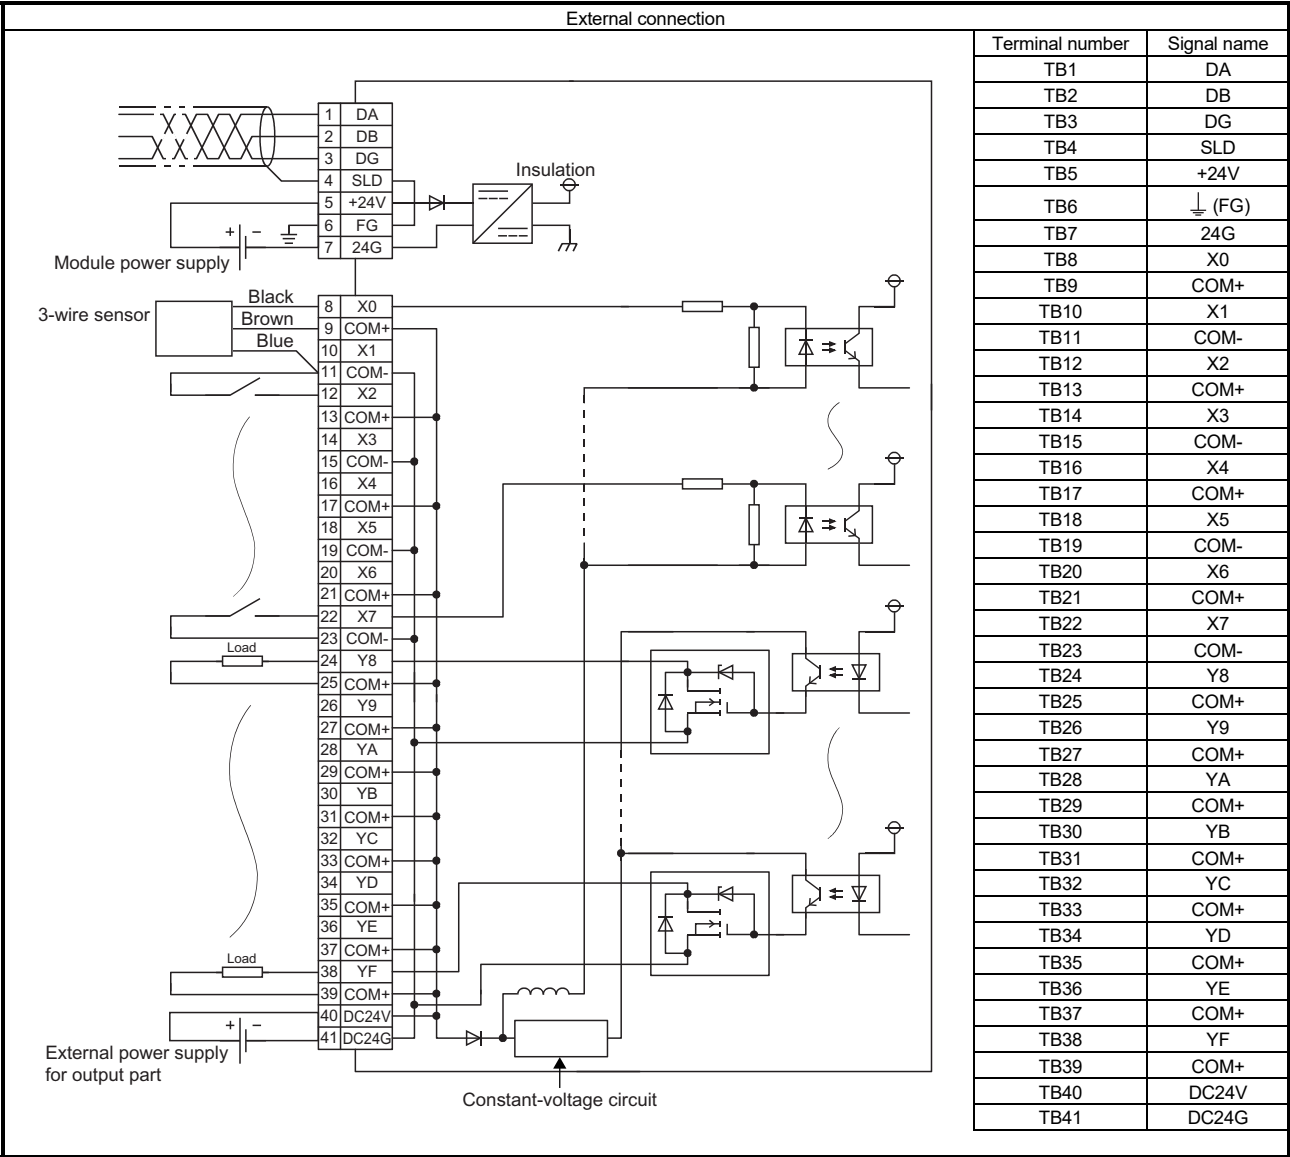 External connection
1 DA
2 DB
3 DG
4 SLD
5 +24V
6 FG
7 24G
Insulation
+ −
Module power supply
3-wire sensor
Black
Brown
Blue
8 X0
9 COM+
10 X1
11 COM-
12 X2
13 COM+
14 X3
15 COM-
16 X4
17 COM+
18 X5
19 COM-
20 X6
21 COM+
22 X7
23 COM-
Load
24 Y8
25 COM+
26 Y9
27 COM+
28 YA
29 COM+
30 YB
31 COM+
32 YC
33 COM+
34 YD
35 COM+
36 YE
37 COM+
Load
38 YF
39 COM+
40 DC24V
41 DC24G
+ −
External power supply
for output part
Constant-voltage circuit
Terminal number Signal name
TB1 DA
TB2 DB
TB3 DG
TB4 SLD
TB5 +24V
TB6 (FG)
TB7 24G
TB8 X0
TB9 COM+
TB10 X1
TB11 COM-
TB12 X2
TB13 COM+
TB14 X3
TB15 COM-
TB16 X4
TB17 COM+
TB18 X5
TB19 COM-
TB20 X6
TB21 COM+
TB22 X7
TB23 COM-
TB24 Y8
TB25 COM+
TB26 Y9
TB27 COM+
TB28 YA
TB29 COM+
TB30 YB
TB31 COM+
TB32 YC
TB33 COM+
TB34 YD
TB35 COM+
TB36 YE
TB37 COM+
TB38 YF
TB39 COM+
TB40 DC24V
TB41 DC24G